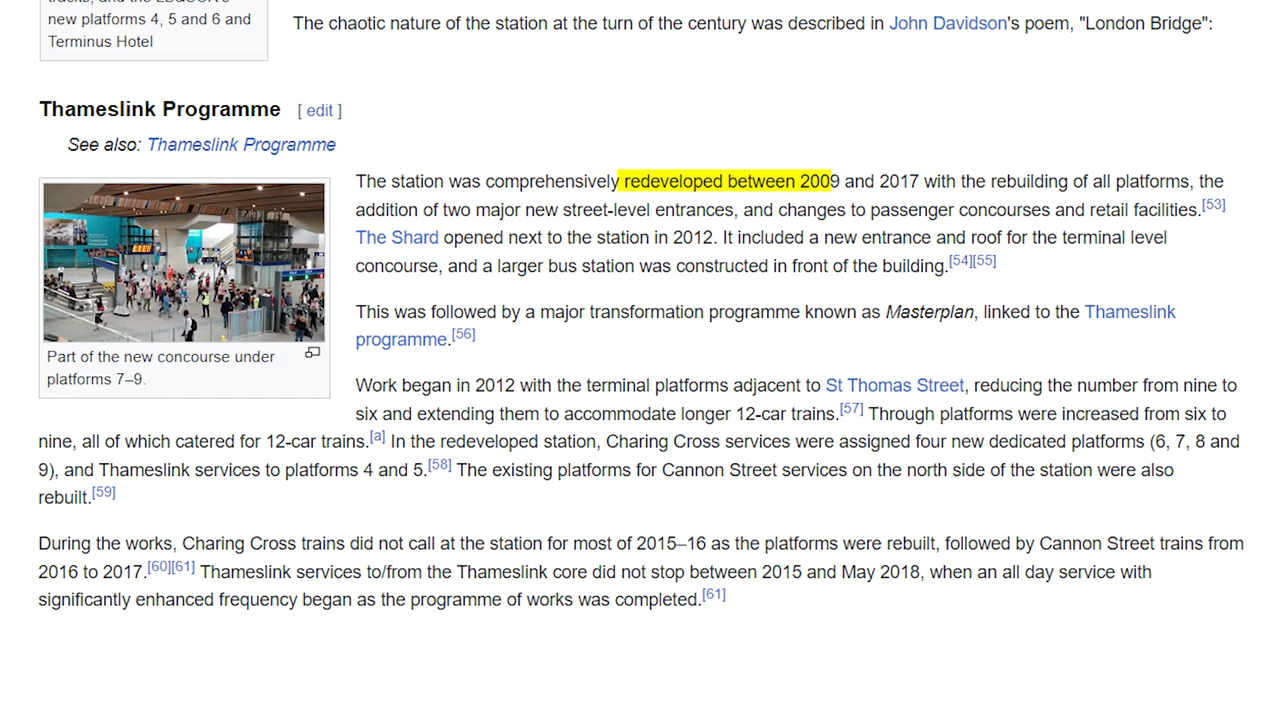 new platforms 4, 5 and 6 and
Terminus Hotel
The chaotic nature of the station at the turn of the century was described in John Davidson's poem, "London Bridge":
Thameslink Programme [ edit ]
See also: Thameslink Programme
Part of the new concourse under
platforms 7–9.
The station was comprehensively redeveloped between 2009 and 2017 with the rebuilding of all platforms, the
addition of two major new street-level entrances, and changes to passenger concourses and retail facilities.[53]
The Shard opened next to the station in 2012. It included a new entrance and roof for the terminal level
concourse, and a larger bus station was constructed in front of the building.[54][55]
This was followed by a major transformation programme known as Masterplan, linked to the Thameslink
programme.[56]
Work began in 2012 with the terminal platforms adjacent to St Thomas Street, reducing the number from nine to
six and extending them to accommodate longer 12-car trains.[57] Through platforms were increased from six to
nine, all of which catered for 12-car trains.[a] In the redeveloped station, Charing Cross services were assigned four new dedicated platforms (6, 7, 8 and
9), and Thameslink services to platforms 4 and 5.[58] The existing platforms for Cannon Street services on the north side of the station were also
rebuilt.[59]
During the works, Charing Cross trains did not call at the station for most of 2015–16 as the platforms were rebuilt, followed by Cannon Street trains from
2016 to 2017.[60][61] Thameslink services to/from the Thameslink core did not stop between 2015 and May 2018, when an all day service with
significantly enhanced frequency began as the programme of works was completed.[61]